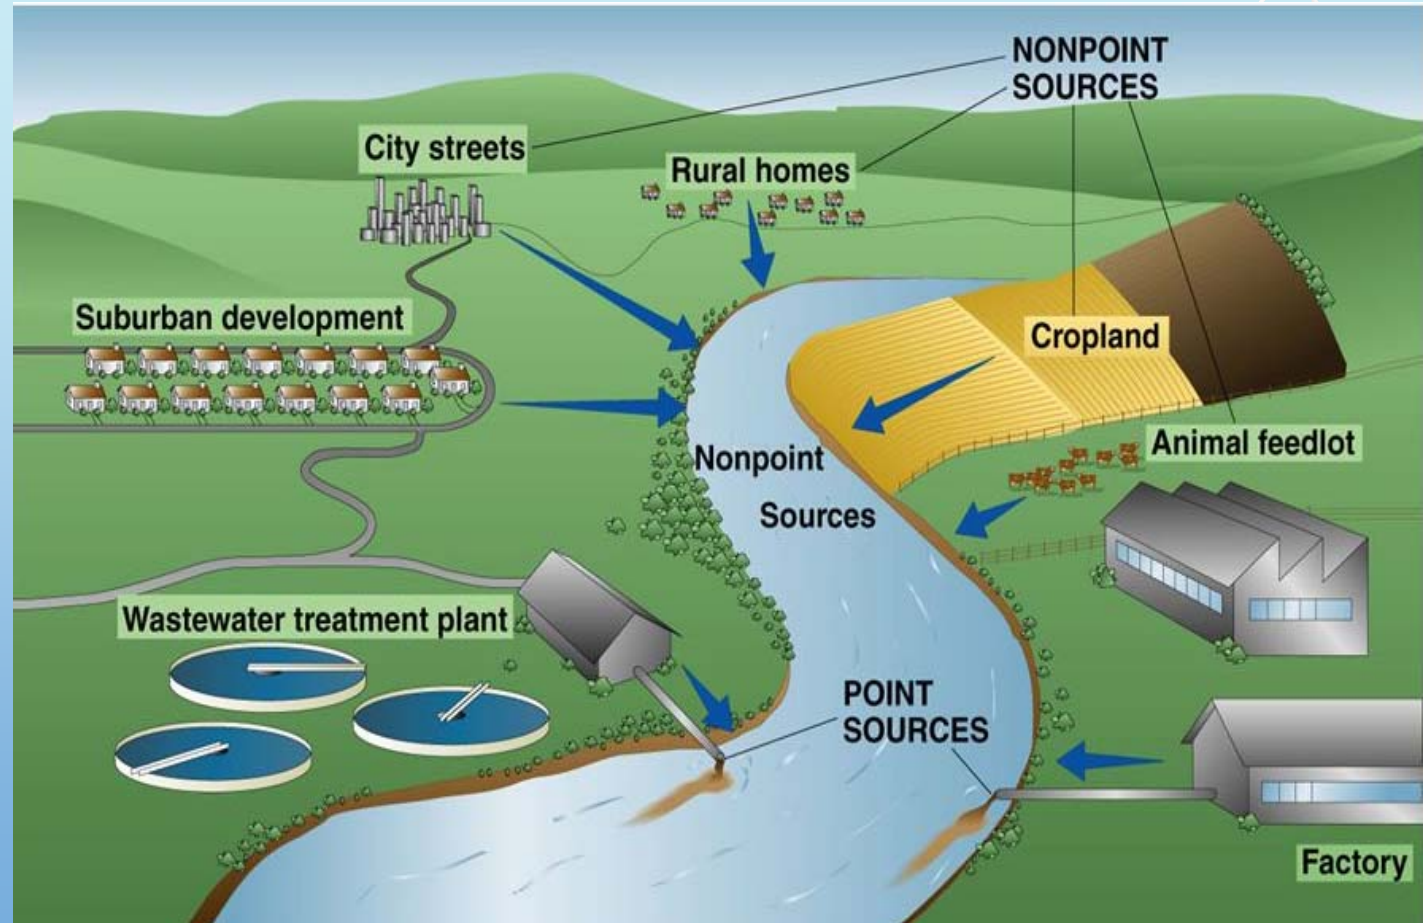 NONPOINT
SOURCES
City streets
Rural homes
Suburban development
Cropland
Animal feedlot
Nonpoint
Sources
Wastewater treatment plant
POINT
SOURCES
Factory